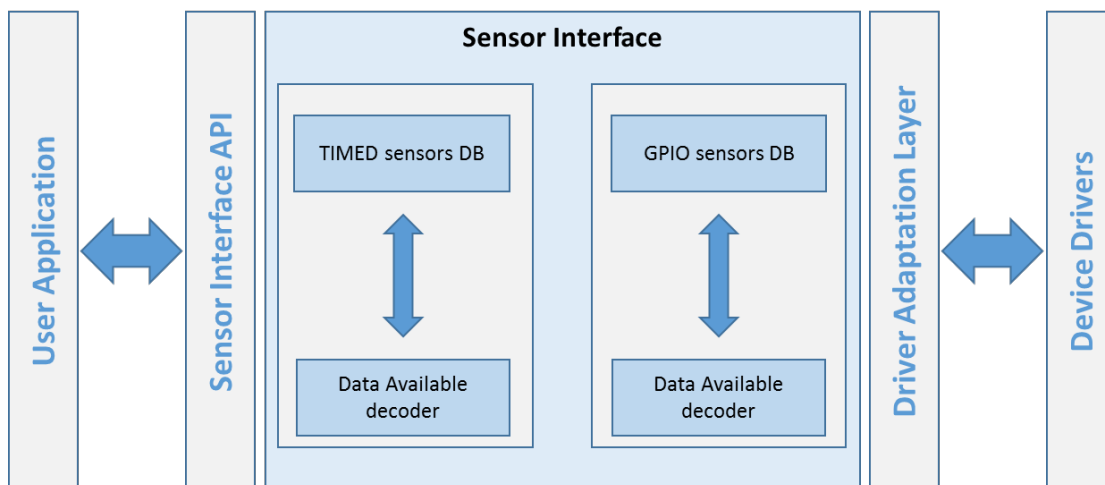 User Application
Sensor Interface API
Sensor Interface
TIMED sensors DB
Data Available
decoder
GPIO sensors DB
Data Available
decoder
Driver Adaptation Layer
Device Drivers